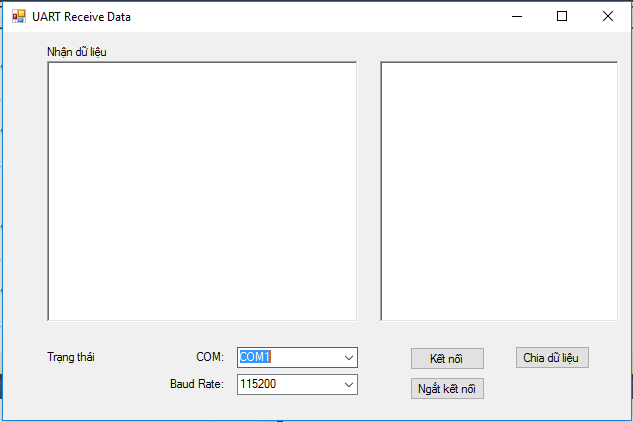 UART Receive Data
Nhận dữ liệu
Trạng thái
COM:
COM1
Kết nối
Chia dữ liệu
Baud Rate:
115200
Ngắt kết nối